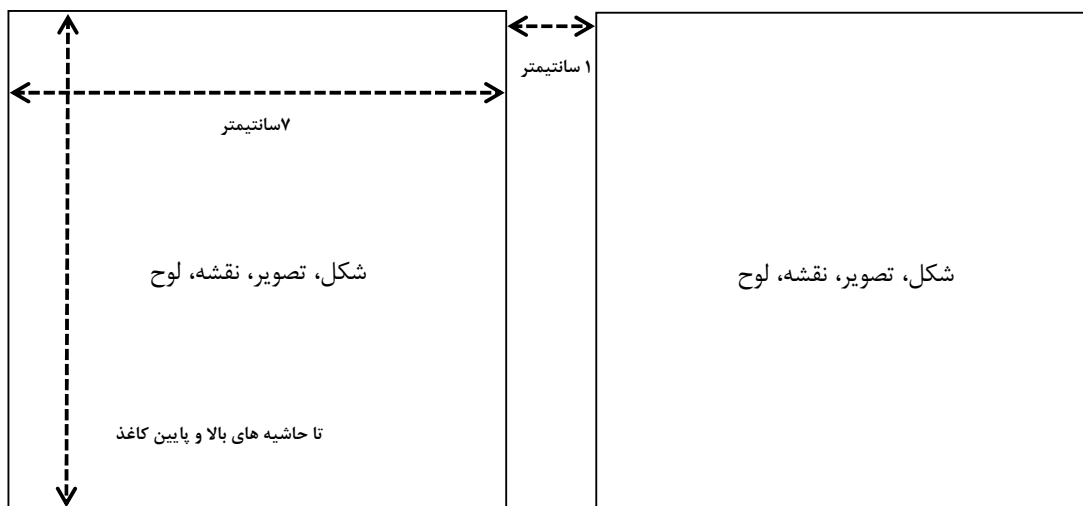 ۱ سانتیمتر
۷سانتیمتر
شکل، تصویر، نقشه، لوح
شکل، تصویر، نقشه، لوح
تا حاشیه های بالا و پایین کاغذ